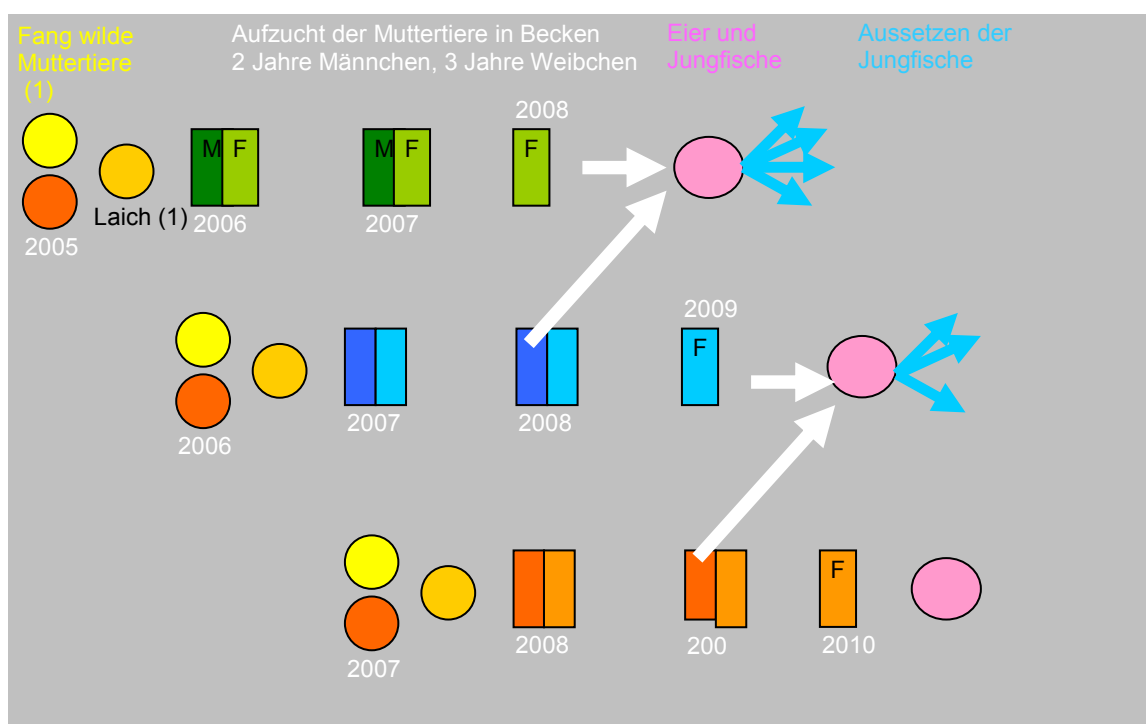 Fang wilde
Muttertiere
(1)
Aufzucht der Muttertiere in Becken
2 Jahre Männchen, 3 Jahre Weibchen
Eier und
Jungfische
Aussetzen der
Jungfische
2008
M F
M F
F
Laich (1)
2005
2006
2007
2009
F
2006
2007
2008
F
2007
2008
200
2010